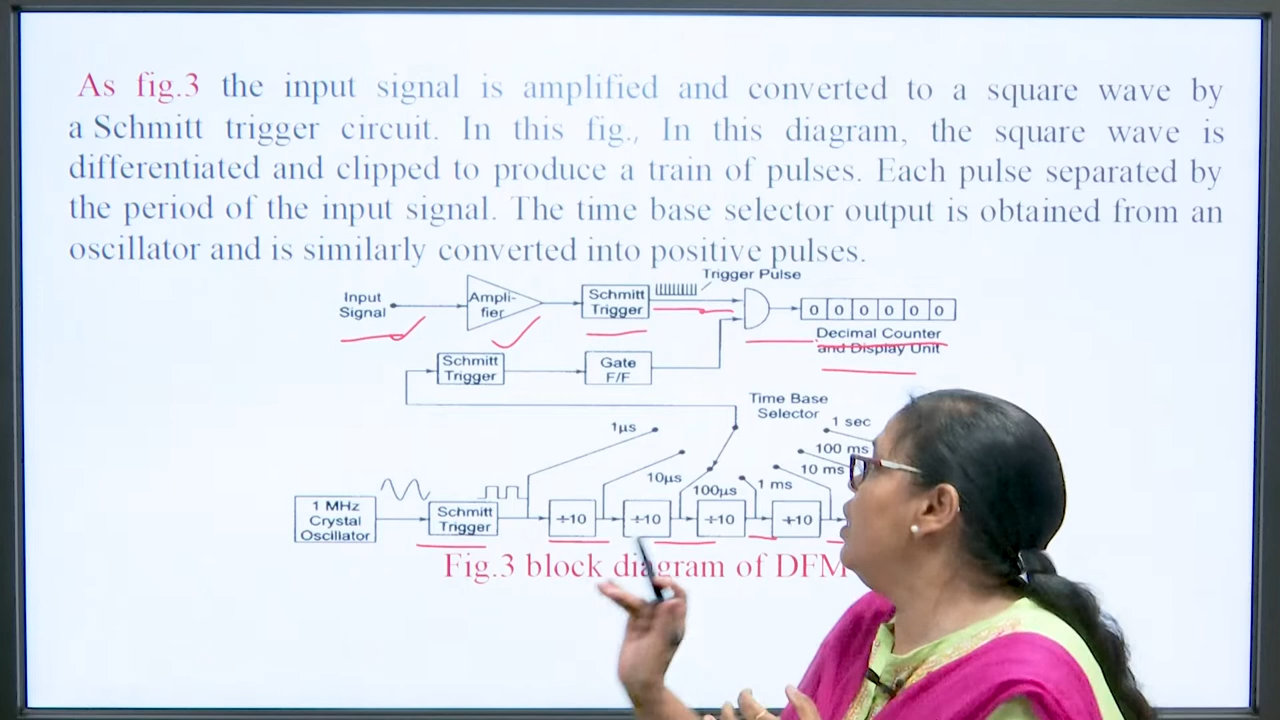 As fig.3 the input signal is amplified and converted to a square wave by
a Schmitt trigger circuit. In this fig., In this diagram, the square wave is
differentiated and clipped to produce a train of pulses. Each pulse separated by
the period of the input signal. The time base selector output is obtained from an
oscillator and is similarly converted into positive pulses.
Trigger Pulse
Input
Signal
Ampli-
fier
Schmitt
Trigger
0 0 0 0 0 0
Decimal Counter
and Display Unit
Schmitt
Trigger
Gate
F/F
Time Base
Selector
1μs
1 sec
100 ms
10 ms
10μs
100μs
1 ms
1 MHz
Crystal
Oscillator
Schmitt
Trigger
÷10
÷10
÷10
÷10
Fig.3 block diagram of DFM